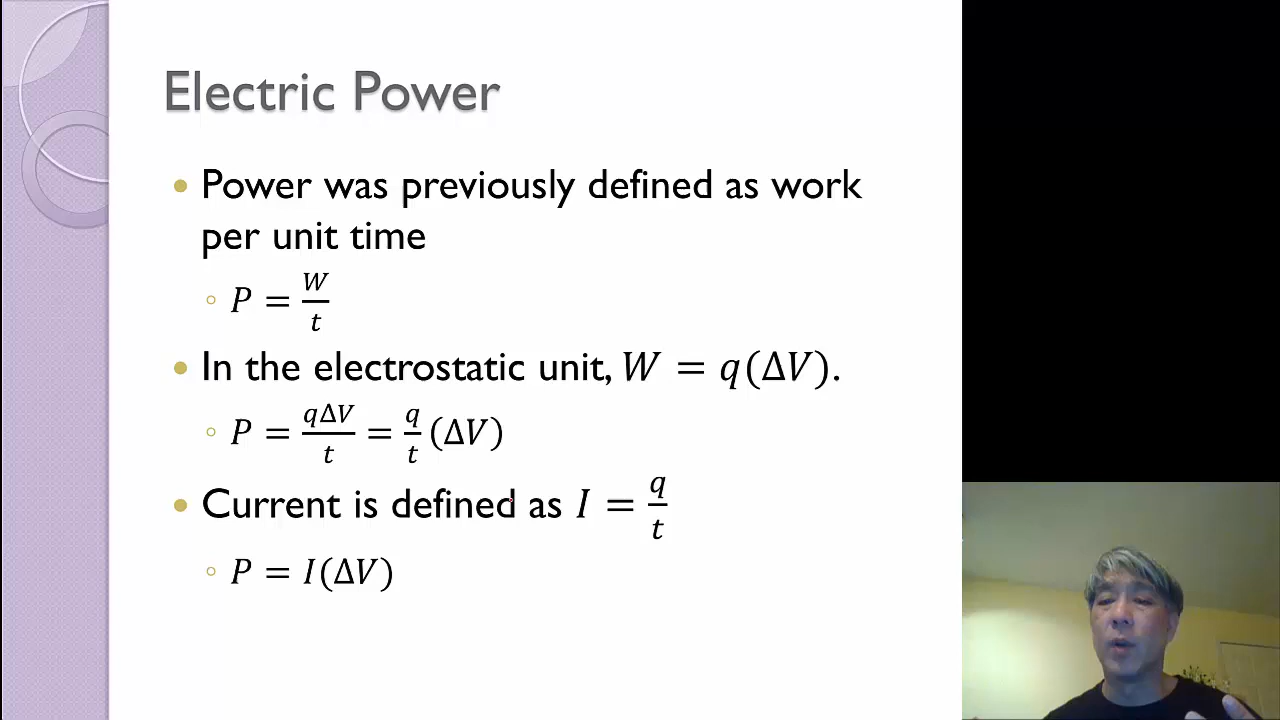 Electric Power
• Power was previously defined as work
per unit time
◦ P = W/t
• In the electrostatic unit, W = q(ΔV).
◦ P = qΔV/t = q/t (ΔV)
• Current is defined as I = q/t
◦ P = I(ΔV)